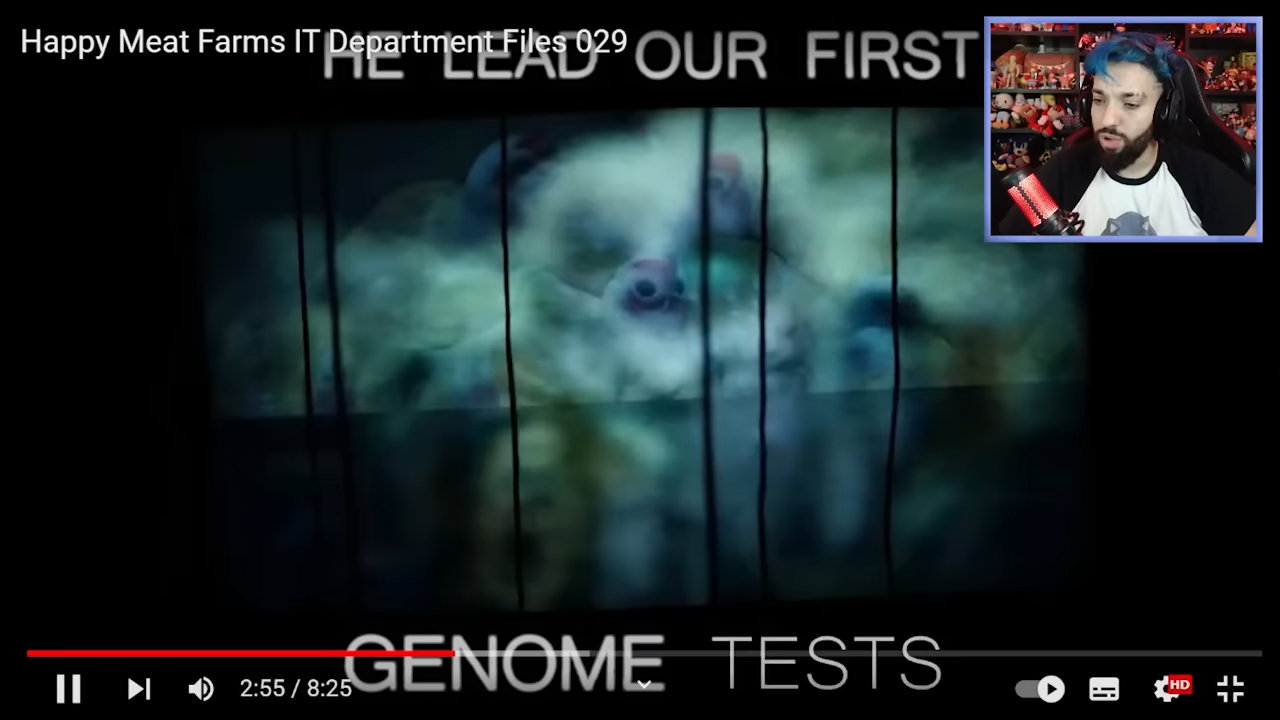 Happy Meat Farms IT Department Files 029
HE LEAD OUR FIRST
GENOME TESTS
2:55 / 8:25
HD